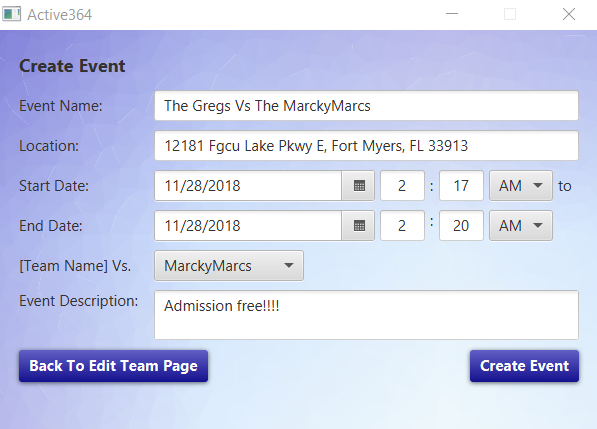 Active364
Create Event
Event Name: The Gregs Vs The MarckyMarcs
Location: 12181 Fgcu Lake Pkwy E, Fort Myers, FL 33913
Start Date: 11/28/2018 2 : 17 AM to
End Date: 11/28/2018 2 : 20 AM
[Team Name] Vs. MarckyMarcs
Event Description: Admission free!!!!
Back To Edit Team Page Create Event